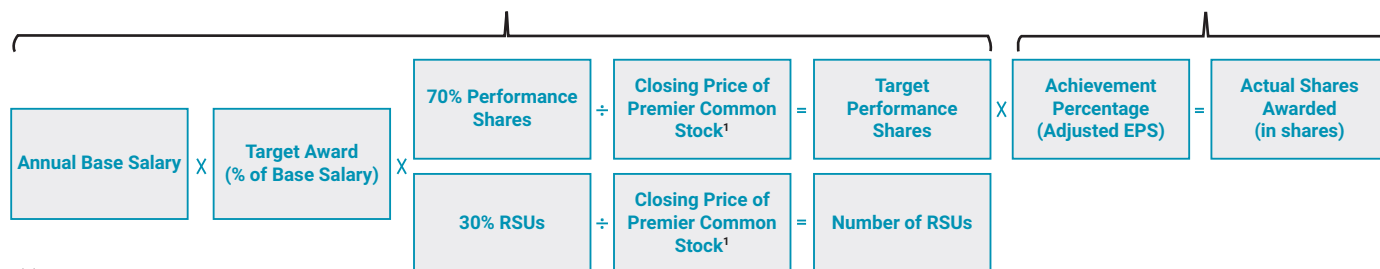 Annual Base Salary
X
Target Award
(% of Base Salary)
X
70% Performance
Shares
÷
Closing Price of
Premier Common
Stock1
=
Target
Performance
Shares
X
Achievement
Percentage
(Adjusted EPS)
=
Actual Shares
Awarded
(in shares)
30% RSUs
÷
Closing Price of
Premier Common
Stock1
=
Number of RSUs